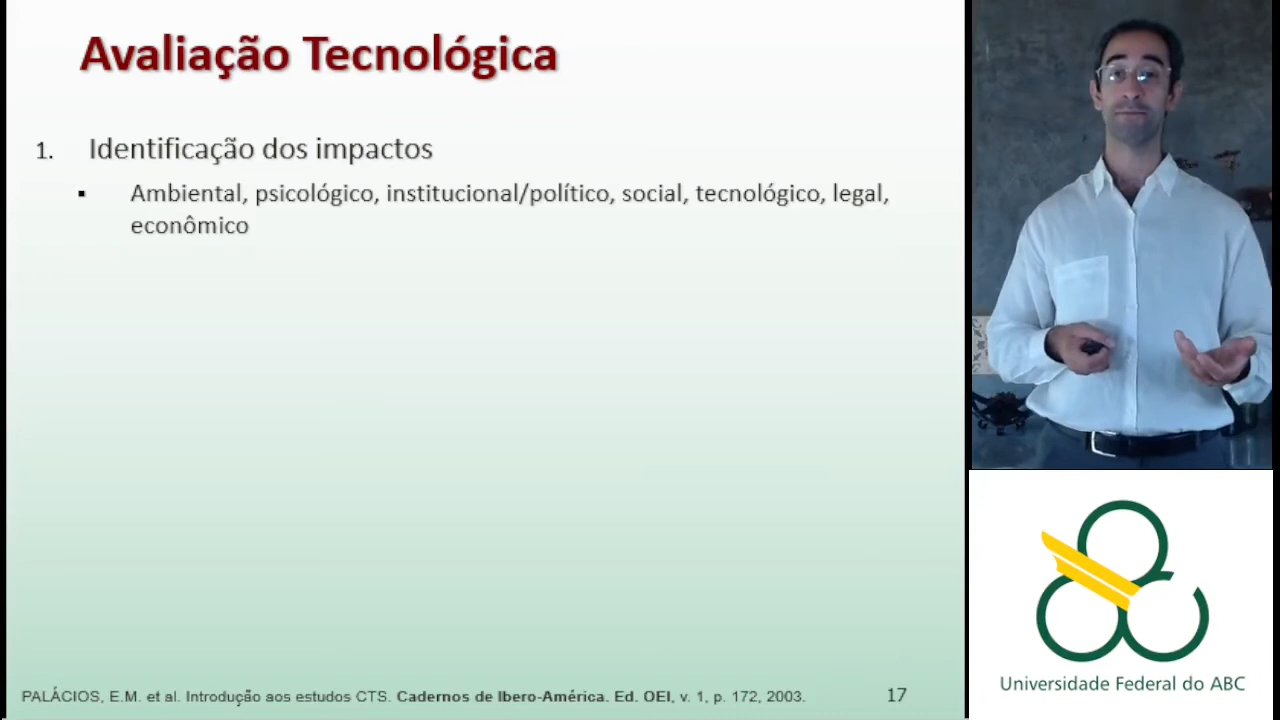 Avaliação Tecnológica
1. Identificação dos impactos
▪ Ambiental, psicológico, institucional/político, social, tecnológico, legal,
econômico
PALÁCIOS, E.M. et al. Introdução aos estudos CTS. Cadernos de Ibero-América. Ed. OEI, v. 1, p. 172, 2003.
17
Universidade Federal do ABC